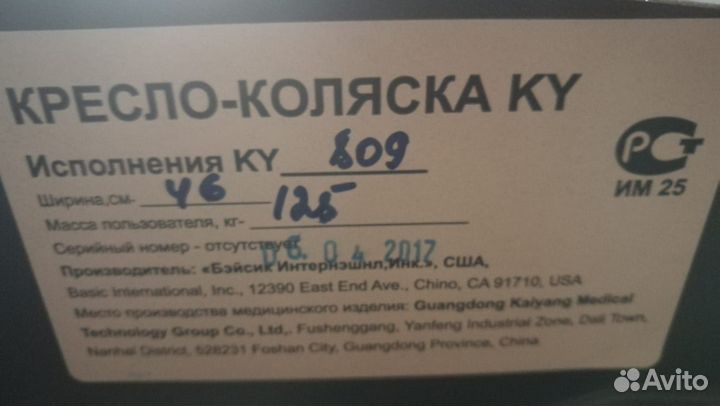 КРЕСЛО-КОЛЯСКА KY
Исполнения KY 809
Ширина,см- 46
Масса пользователя, кг- 125
Серийный номер - отсутствует
06.04 2017
Производитель: «Бэйсик Интернэшнл,Инк.», США,
Basic International, Inc., 12390 East End Ave., Chino, CA 91710, USA
Место производства медицинского изделия: Guangdong Kaiyang Medical
Technology Group Co., Ltd,. Fushenggang, Yanfeng Industrial Zone, Dali Town,
Nanhai District, 528231 Foshan City, Guangdong Province, China
РСТ
ИМ 25
Avito